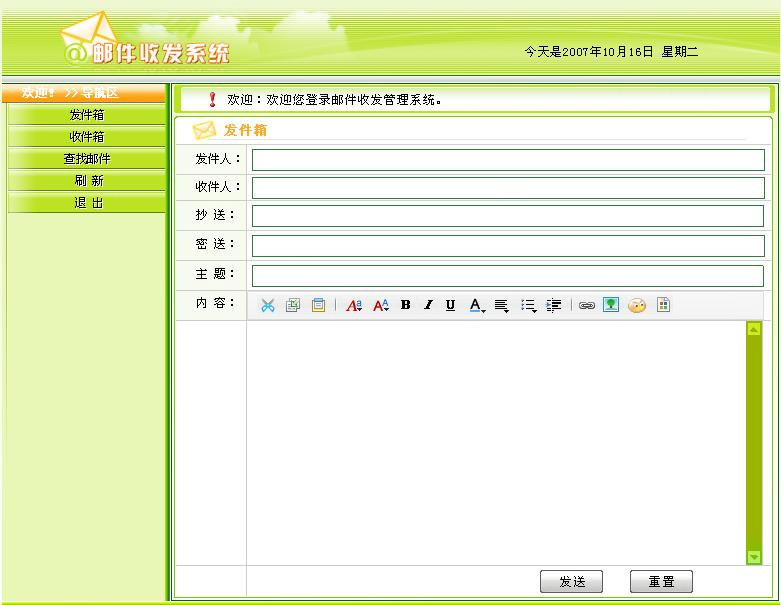 @邮件收发系统
今天是2007年10月16日 星期二
欢迎! >>导航区
发件箱
收件箱
查找邮件
刷 新
退 出
欢迎：欢迎您登录邮件收发管理系统。
发件箱
发件人：
收件人：
抄 送：
密 送：
主 题：
内 容：
Aa AA B I U A
发送 重置